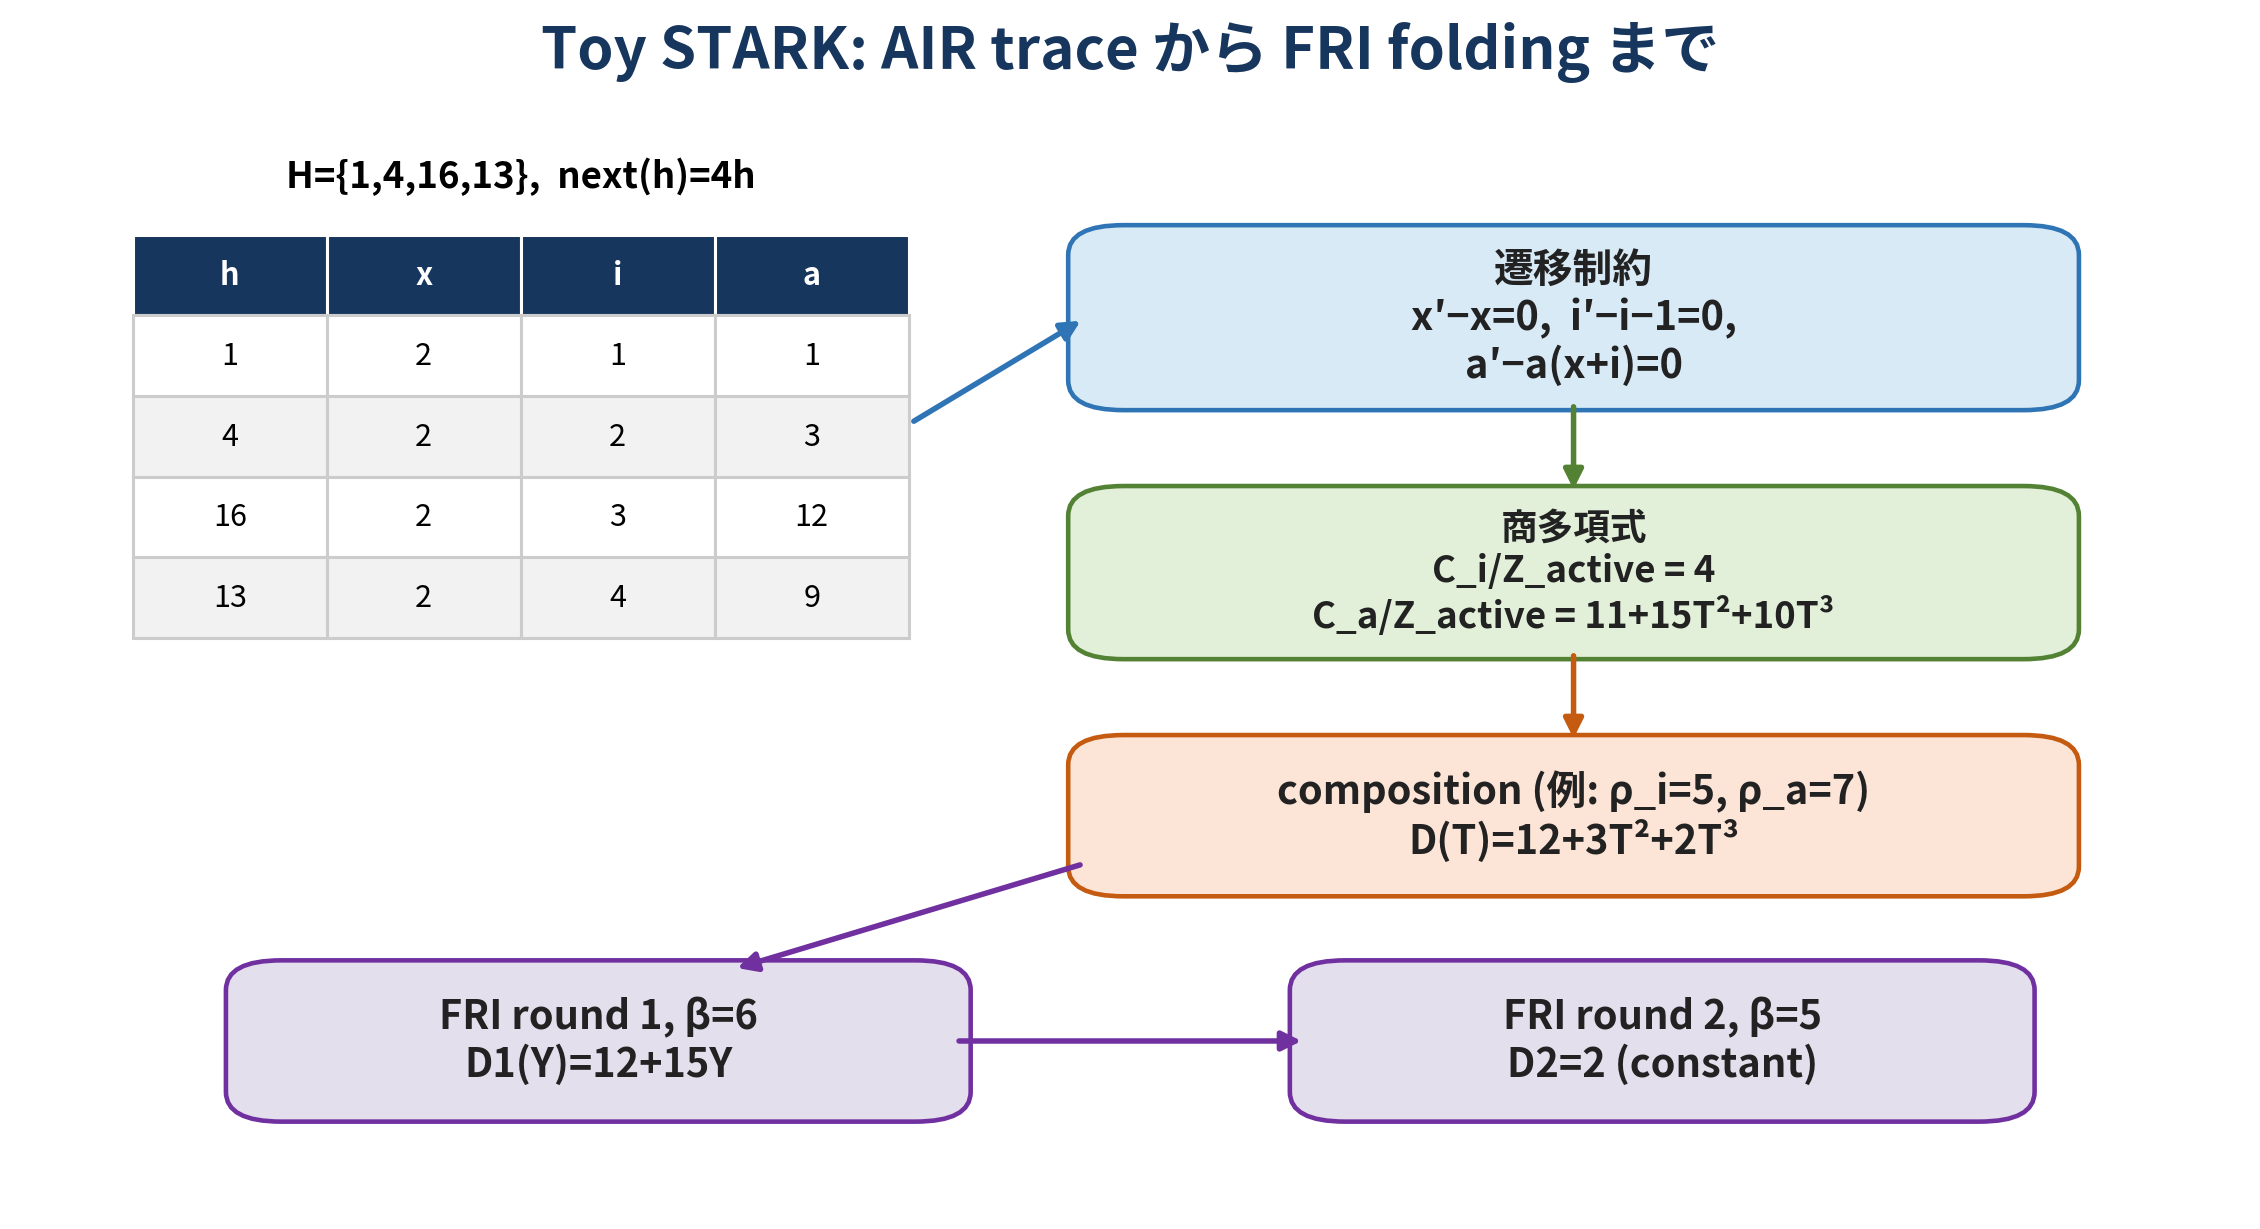 Toy STARK: AIR trace から FRI folding まで
H={1,4,16,13}, next(h)=4h
h x i a
1 2 1 1
4 2 2 3
16 2 3 12
13 2 4 9
遷移制約
x′−x=0, i′−i−1=0,
a′−a(x+i)=0
商多項式
C_i/Z_active = 4
C_a/Z_active = 11+15T²+10T³
composition (例: ρ_i=5, ρ_a=7)
D(T)=12+3T²+2T³
FRI round 1, β=6
D1(Y)=12+15Y
FRI round 2, β=5
D2=2 (constant)